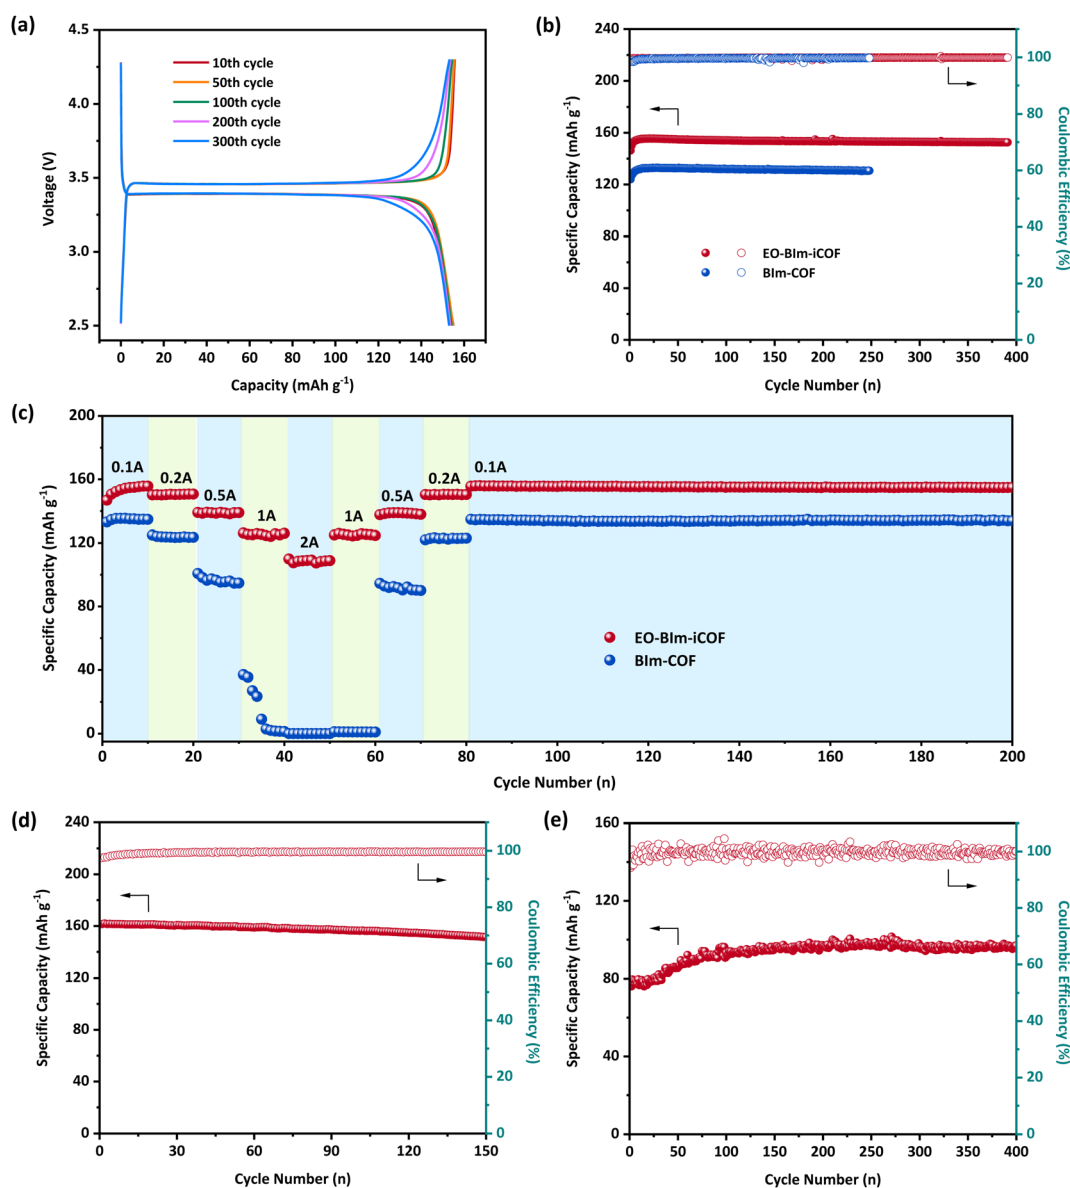 (a)
4.5
4.0
3.5
3.0
2.5
Voltage (V)
10th cycle
50th cycle
100th cycle
200th cycle
300th cycle
0 20 40 60 80 100 120 140 160
Capacity (mAh g⁻¹)
(b)
240
200
160
120
80
40
0
Specific Capacity (mAh g⁻¹)
EO-BIm-iCOF
BIm-COF
100
80
60
40
20
0
Coulombic Efficiency (%)
0 50 100 150 200 250 300 350 400
Cycle Number (n)
(c)
200
160
120
80
40
0
Specific Capacity (mAh g⁻¹)
0.1A 0.2A 0.5A 1A 2A 1A 0.5A 0.2A 0.1A
EO-BIm-iCOF
BIm-COF
0 20 40 60 80 100 120 140 160 180 200
Cycle Number (n)
(d)
240
200
160
120
80
40
0
Specific Capacity (mAh g⁻¹)
100
80
60
40
20
0
Coulombic Efficiency (%)
0 30 60 90 120 150
Cycle Number (n)
(e)
160
120
80
40
0
Specific Capacity (mAh g⁻¹)
100
80
60
40
20
0
Coulombic Efficiency (%)
0 50 100 150 200 250 300 350 400
Cycle Number (n)